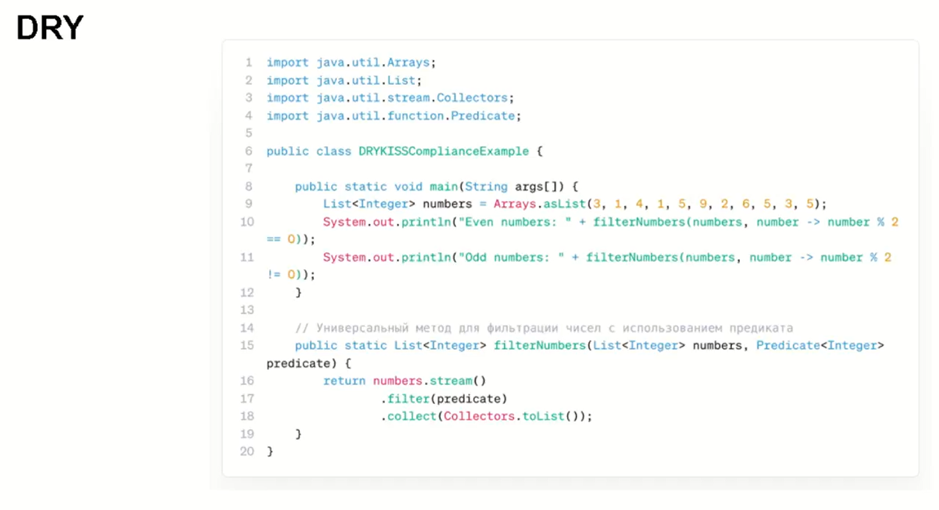 DRY
1 import java.util.Arrays;
2 import java.util.List;
3 import java.util.stream.Collectors;
4 import java.util.function.Predicate;
5
6 public class DRYKISSComplianceExample {
7
8 public static void main(String args[]) {
9 List<Integer> numbers = Arrays.asList(3, 1, 4, 1, 5, 9, 2, 6, 5, 3, 5);
10 System.out.println("Even numbers: " + filterNumbers(numbers, number -> number % 2
== 0));
11 System.out.println("Odd numbers: " + filterNumbers(numbers, number -> number % 2
!= 0));
12 }
13
14 // Универсальный метод для фильтрации чисел с использованием предиката
15 public static List<Integer> filterNumbers(List<Integer> numbers, Predicate<Integer>
predicate) {
16 return numbers.stream()
17 .filter(predicate)
18 .collect(Collectors.toList());
19 }
20 }